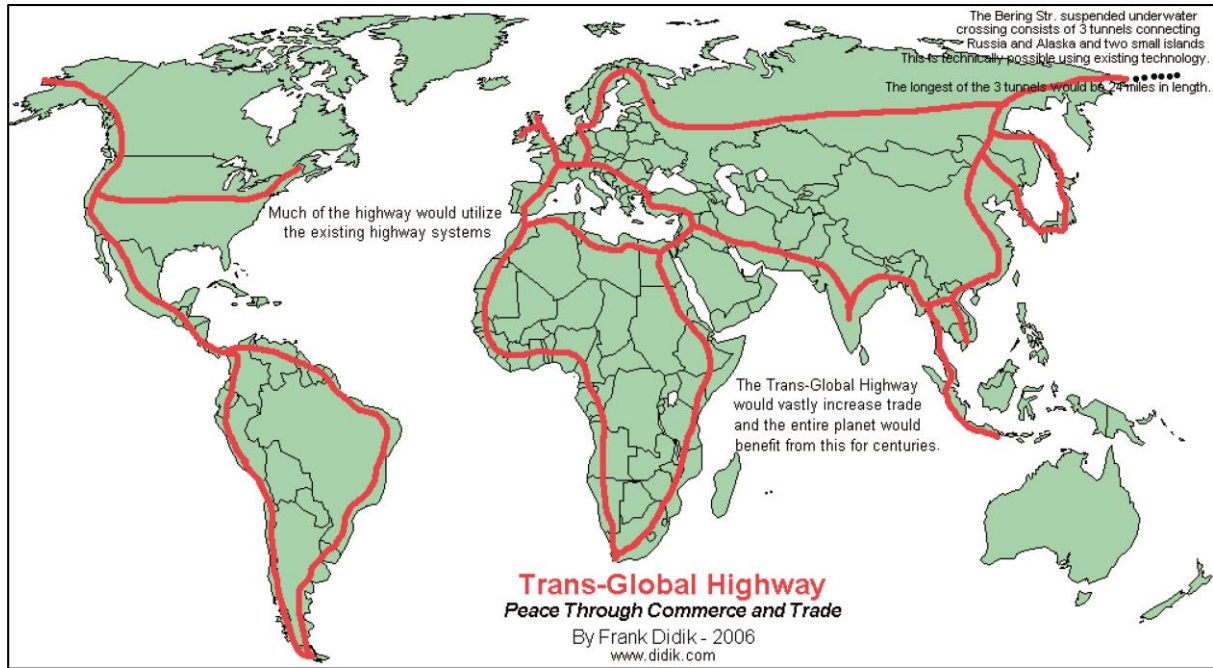 The Bering Str. suspended underwater
crossing consists of 3 tunnels connecting
Russia and Alaska and two small islands
This is technically possible using existing technology.
The longest of the 3 tunnels would be 24 miles in length.
Much of the highway would utilize
the existing highway systems
The Trans-Global Highway
would vastly increase trade
and the entire planet would
benefit from this for centuries.
Trans-Global Highway
Peace Through Commerce and Trade
By Frank Didik - 2006
www.didik.com